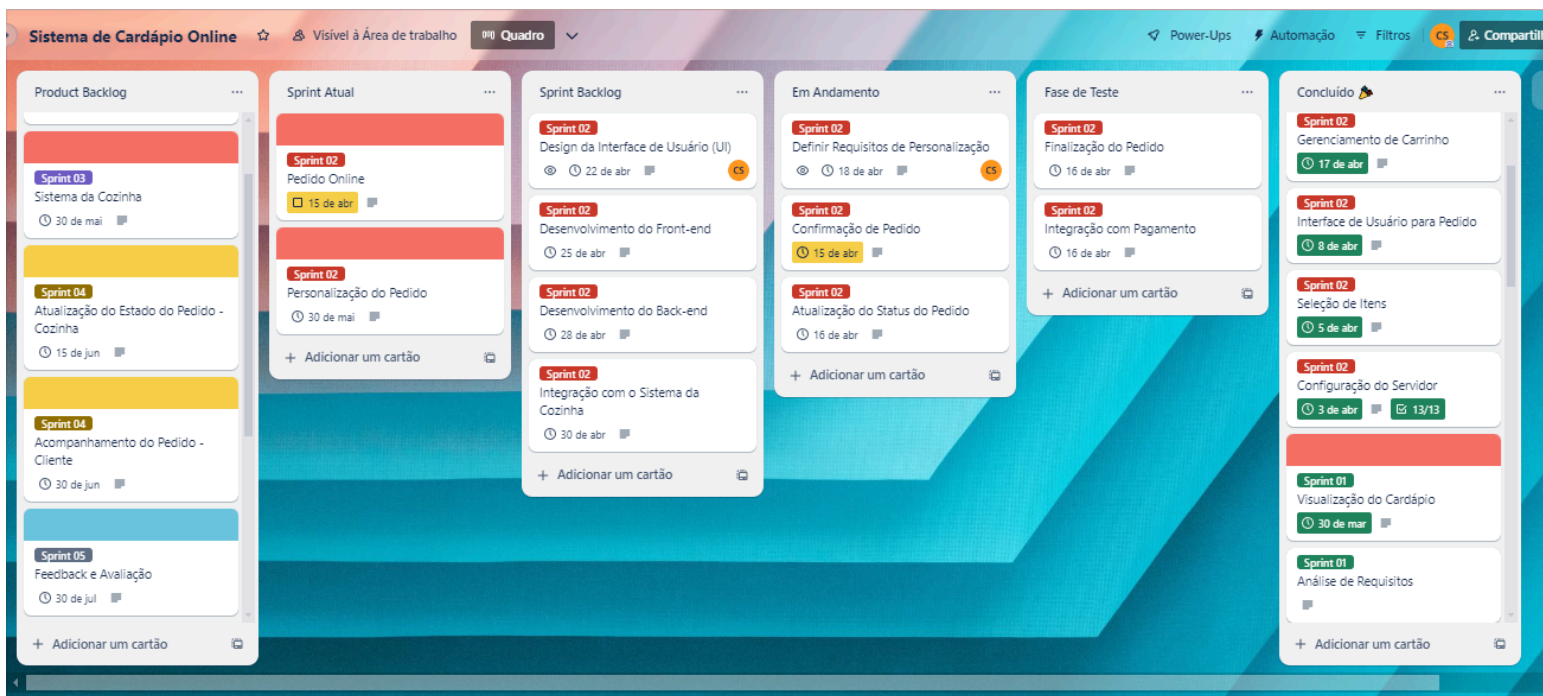 Sistema de Cardápio Online
Visível à Área de trabalho
Quadro
Power-Ups
Automação
Filtros
CS
Compartil
Product Backlog
Sprint 03
Sistema da Cozinha
30 de mai
Sprint 04
Atualização do Estado do Pedido -
Cozinha
15 de jun
Sprint 04
Acompanhamento do Pedido -
Cliente
30 de jun
Sprint 05
Feedback e Avaliação
30 de jul
+ Adicionar um cartão
Sprint Atual
Sprint 02
Pedido Online
15 de abr
Sprint 02
Personalização do Pedido
30 de mai
+ Adicionar um cartão
Sprint Backlog
Sprint 02
Design da Interface de Usuário (UI)
22 de abr
CS
Sprint 02
Desenvolvimento do Front-end
25 de abr
Sprint 02
Desenvolvimento do Back-end
28 de abr
Sprint 02
Integração com o Sistema da
Cozinha
30 de abr
+ Adicionar um cartão
Em Andamento
Sprint 02
Definir Requisitos de Personalização
18 de abr
CS
Sprint 02
Confirmação de Pedido
15 de abr
Sprint 02
Atualização do Status do Pedido
16 de abr
+ Adicionar um cartão
Fase de Teste
Sprint 02
Finalização do Pedido
16 de abr
Sprint 02
Integração com Pagamento
16 de abr
+ Adicionar um cartão
Concluído
Sprint 02
Gerenciamento de Carrinho
17 de abr
Sprint 02
Interface de Usuário para Pedido
8 de abr
Sprint 02
Seleção de Itens
5 de abr
Sprint 02
Configuração do Servidor
3 de abr
13/13
Sprint 01
Visualização do Cardápio
30 de mar
Sprint 01
Análise de Requisitos
+ Adicionar um cartão